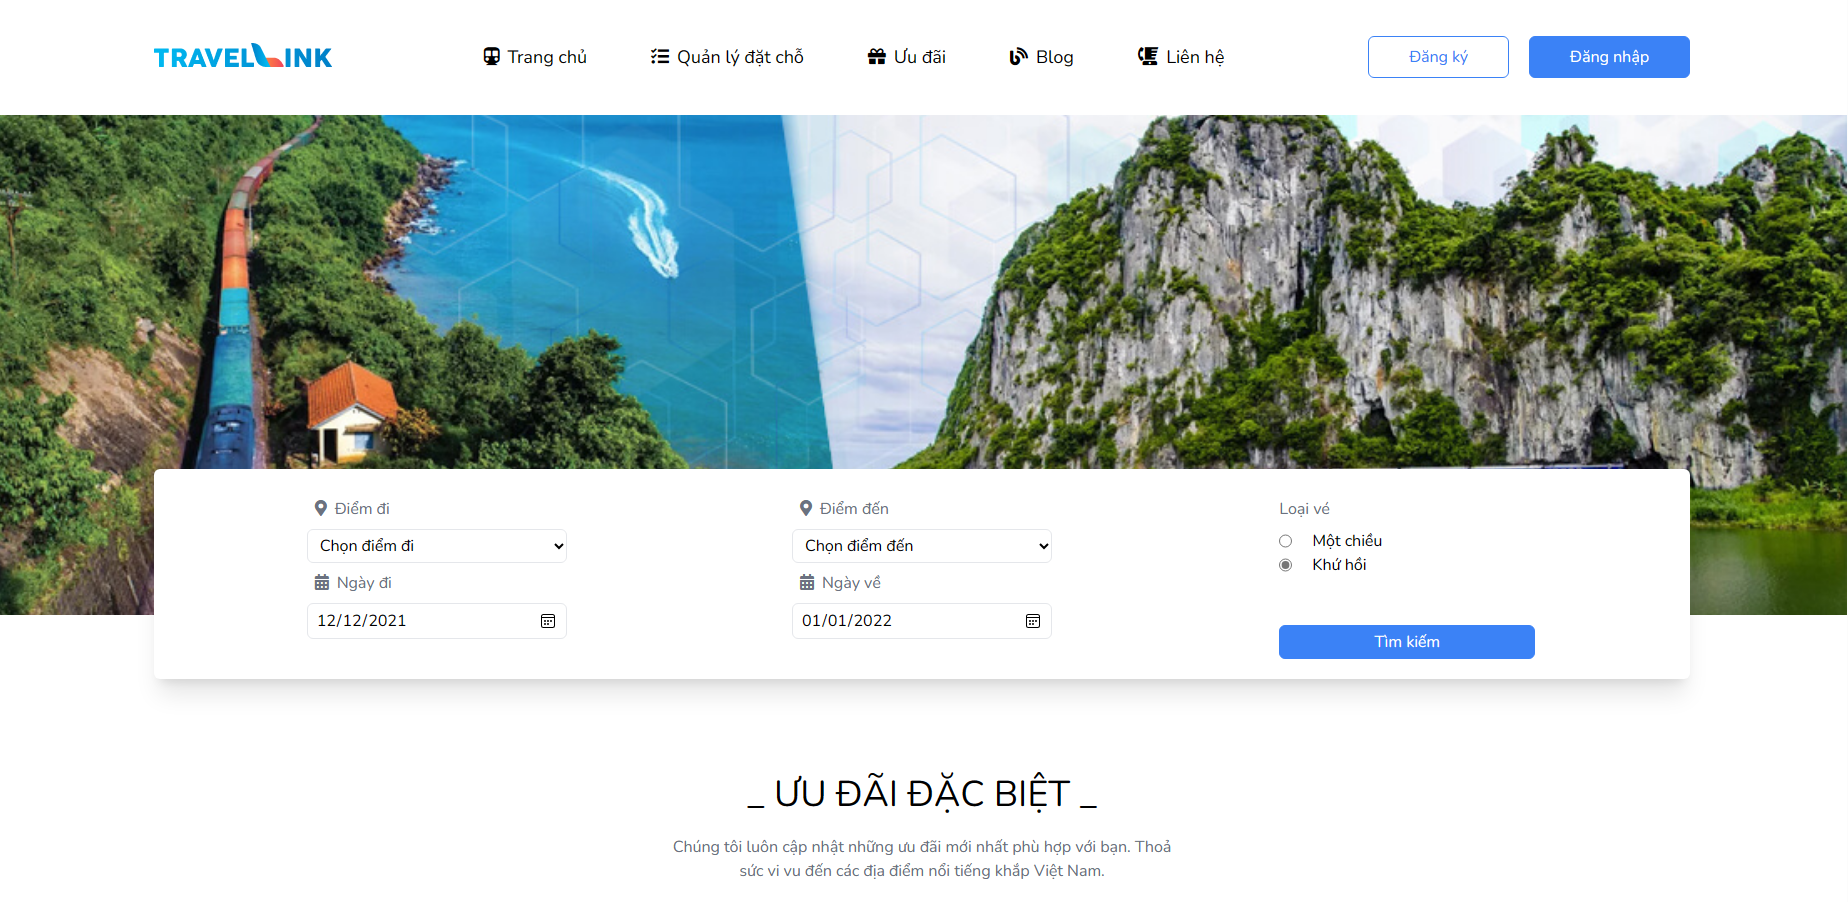 TRAVELLINK
Trang chủ
Quản lý đặt chỗ
Ưu đãi
Blog
Liên hệ
Đăng ký
Đăng nhập
Điểm đi
Chọn điểm đi
Ngày đi
12/12/2021
Điểm đến
Chọn điểm đến
Ngày về
01/01/2022
Loại vé
Một chiều
Khứ hồi
Tìm kiếm
_ ƯU ĐÃI ĐẶC BIỆT _
Chúng tôi luôn cập nhật những ưu đãi mới nhất phù hợp với bạn. Thoả
sức vi vu đến các địa điểm nổi tiếng khắp Việt Nam.